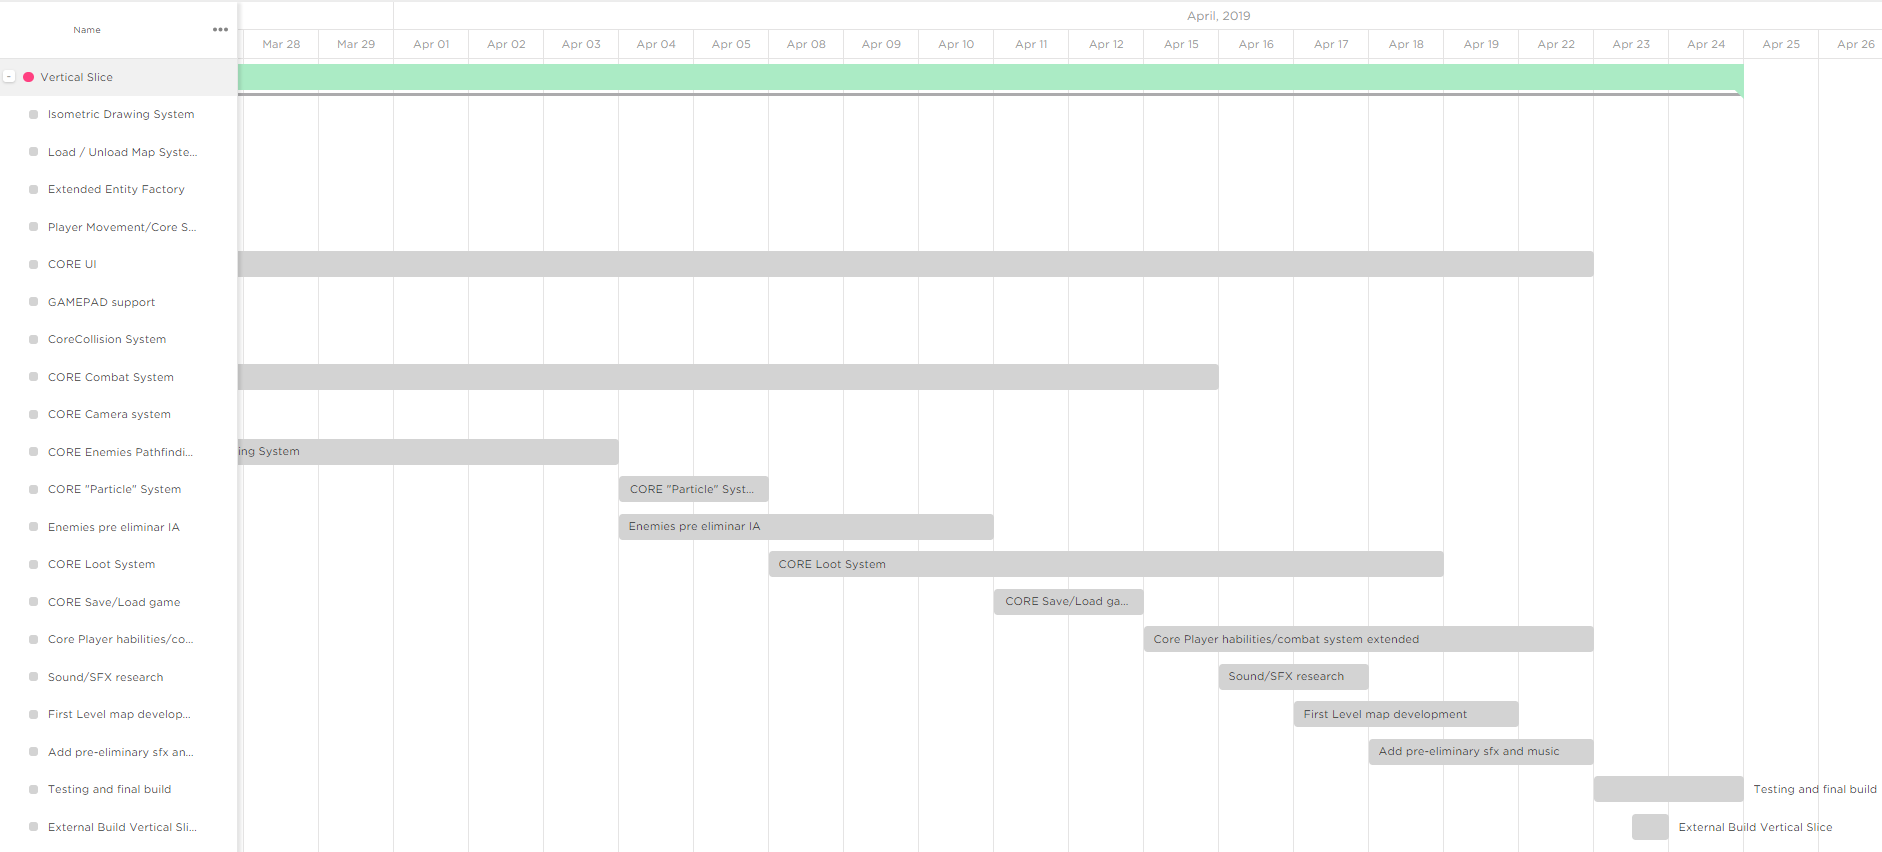 April, 2019
Name
Mar 28 Mar 29 Apr 01 Apr 02 Apr 03 Apr 04 Apr 05 Apr 08 Apr 09 Apr 10 Apr 11 Apr 12 Apr 15 Apr 16 Apr 17 Apr 18 Apr 19 Apr 22 Apr 23 Apr 24 Apr 25 Apr 26
Vertical Slice
Isometric Drawing System
Load / Unload Map Syste...
Extended Entity Factory
Player Movement/Core S...
CORE UI
GAMEPAD support
CoreCollision System
CORE Combat System
CORE Camera system
CORE Enemies Pathfindi... ing System
CORE "Particle" System CORE "Particle" Syst...
Enemies pre eliminar IA Enemies pre eliminar IA
CORE Loot System CORE Loot System
CORE Save/Load game CORE Save/Load ga...
Core Player habilities/co... Core Player habilities/combat system extended
Sound/SFX research Sound/SFX research
First Level map develop... First Level map development
Add pre-eliminary sfx an... Add pre-eliminary sfx and music
Testing and final build Testing and final build
External Build Vertical Sli... External Build Vertical Slice